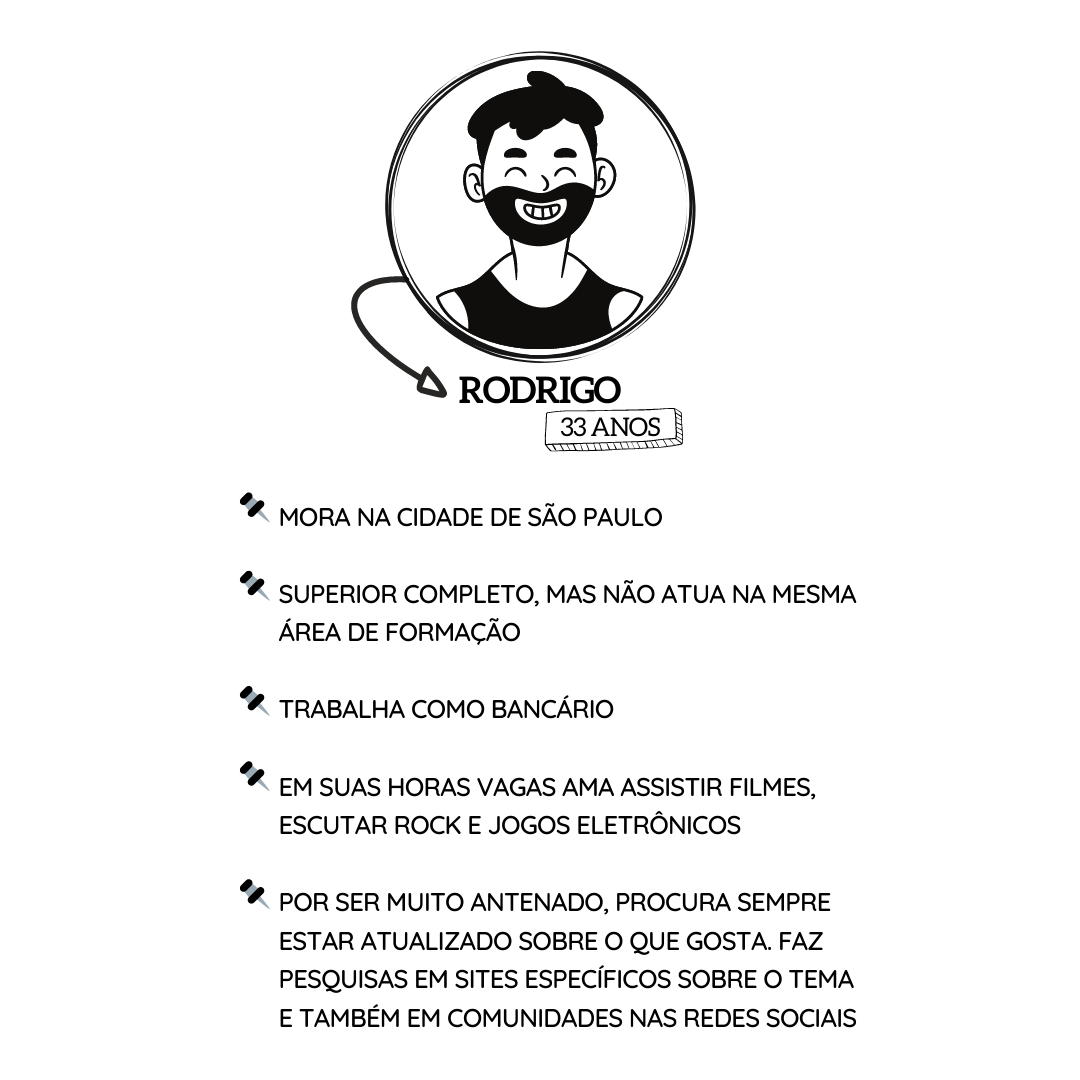 RODRIGO
33 ANOS
MORA NA CIDADE DE SÃO PAULO
SUPERIOR COMPLETO, MAS NÃO ATUA NA MESMA
ÁREA DE FORMAÇÃO
TRABALHA COMO BANCÁRIO
EM SUAS HORAS VAGAS AMA ASSISTIR FILMES,
ESCUTAR ROCK E JOGOS ELETRÔNICOS
POR SER MUITO ANTENADO, PROCURA SEMPRE
ESTAR ATUALIZADO SOBRE O QUE GOSTA. FAZ
PESQUISAS EM SITES ESPECÍFICOS SOBRE O TEMA
E TAMBÉM EM COMUNIDADES NAS REDES SOCIAIS